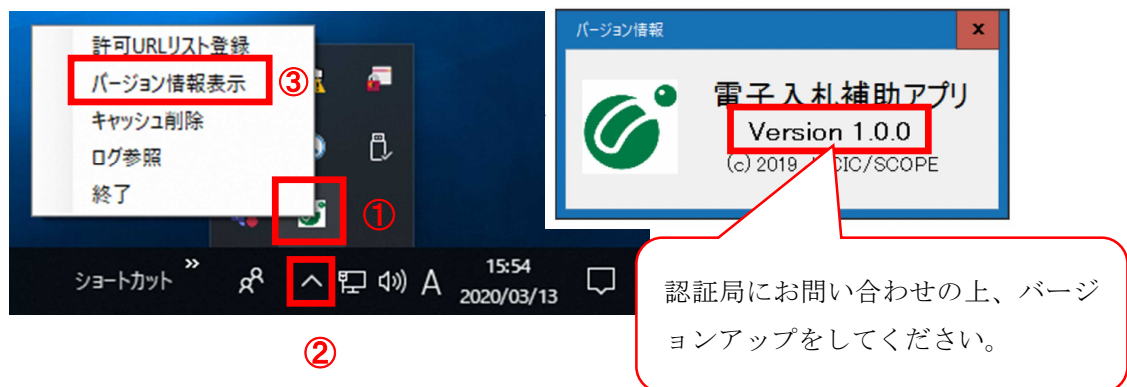 許可URLリスト登録
バージョン情報表示
③
キャッシュ削除
ログ参照
終了
①
ショートカット
»
A
15:54
2020/03/13
②
バージョン情報
x
電子入札補助アプリ
Version 1.0.0
(c) 2019 CIC/SCOPE
認証局にお問い合わせの上、バージ
ョンアップをしてください。